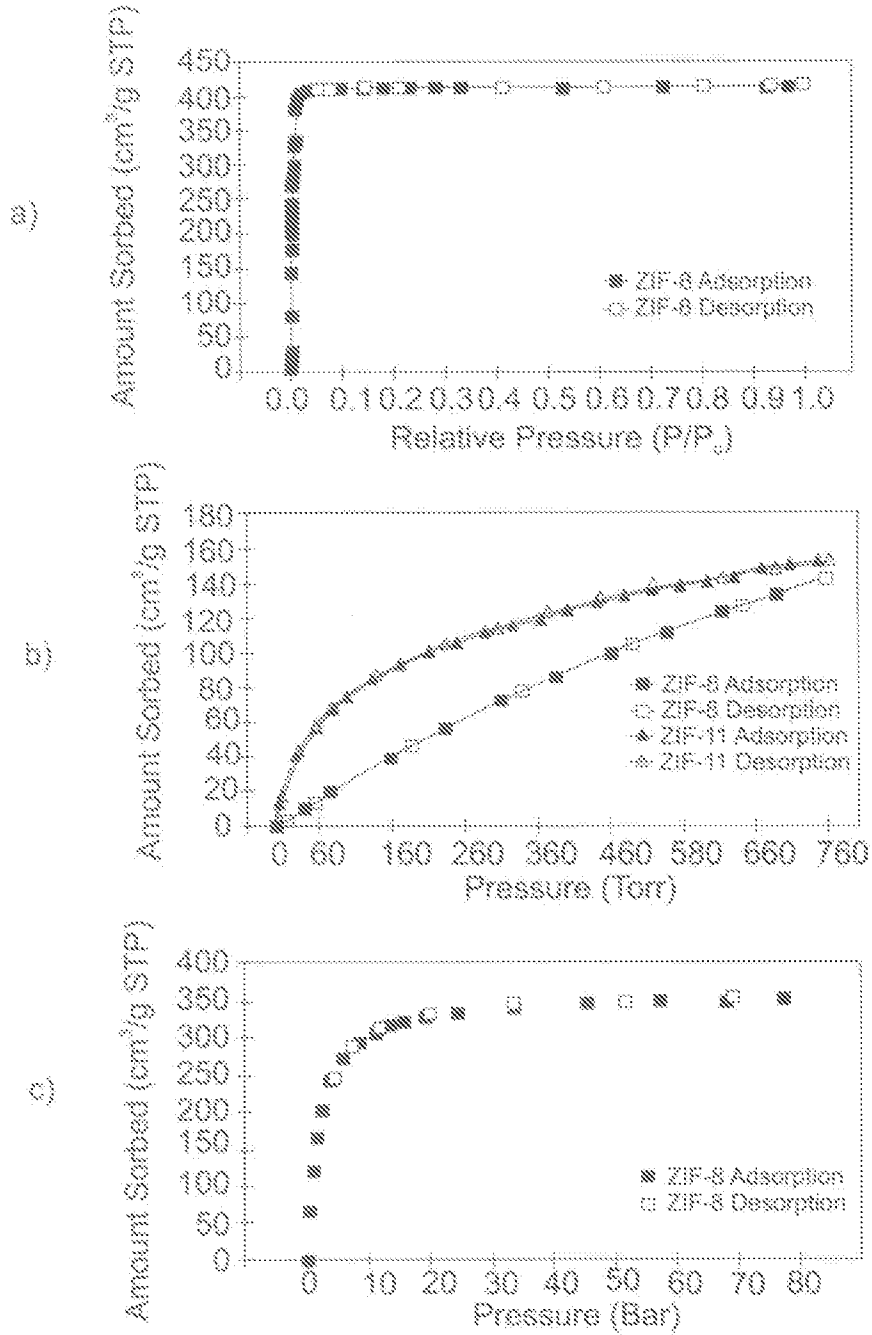 a)
Amount Sorbed (cm³/g STP)
450
400
350
300
250
200
150
100
50
0
ZIF-8 Adsorption
ZIF-8 Desorption
0.0 0.1 0.2 0.3 0.4 0.5 0.6 0.7 0.8 0.9 1.0
Relative Pressure (P/P₀)
b)
Amount Sorbed (cm³/g STP)
180
160
140
120
100
80
60
40
20
0
ZIF-8 Adsorption
ZIF-8 Desorption
ZIF-11 Adsorption
ZIF-11 Desorption
0 60 160 260 360 460 580 660 760
Pressure (Torr)
c)
Amount Sorbed (cm³/g STP)
400
350
300
250
200
150
100
50
0
ZIF-8 Adsorption
ZIF-8 Desorption
0 10 20 30 40 50 60 70 80
Pressure (Bar)